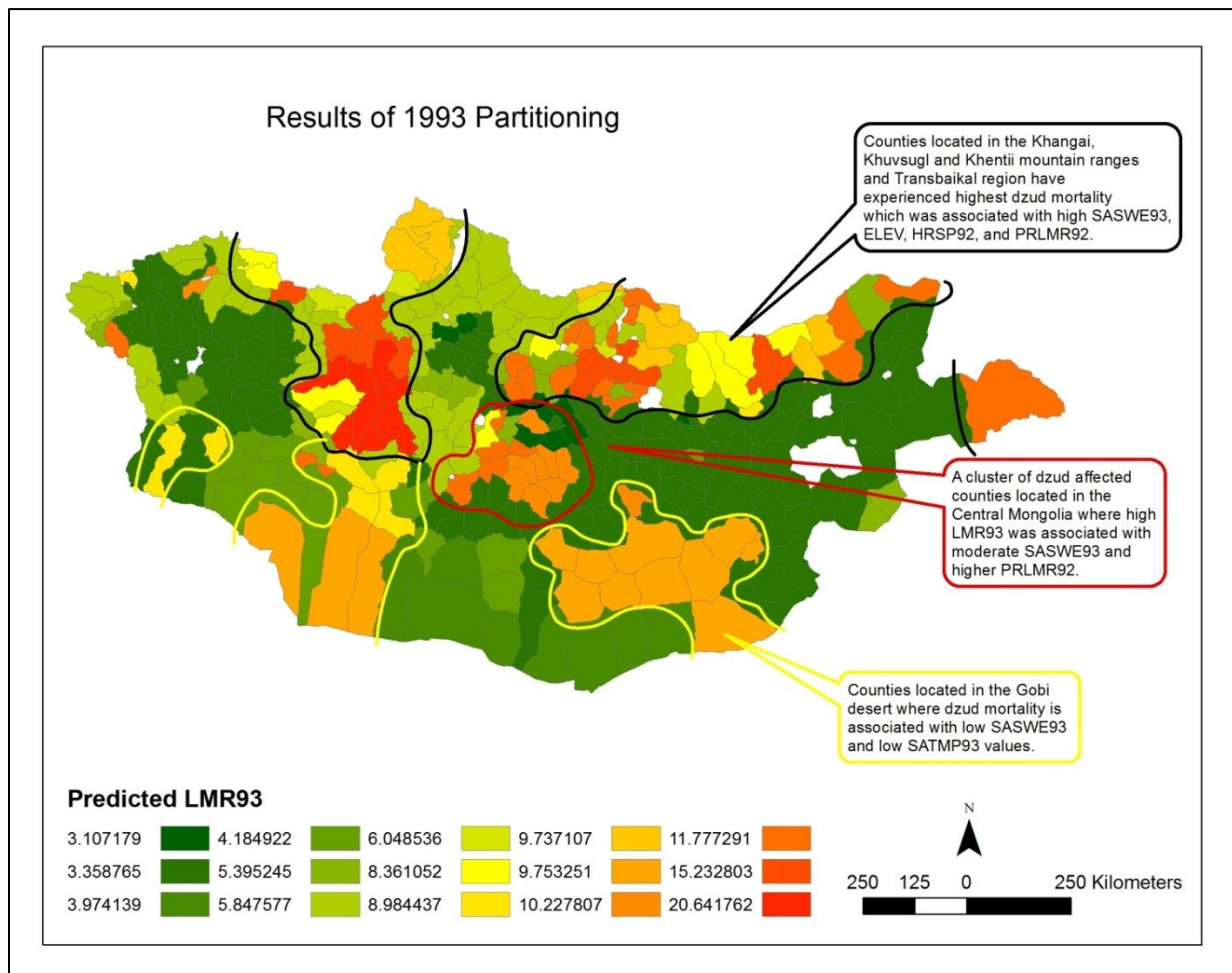 Results of 1993 Partitioning
Counties located in the Khangai,
Khuvsugl and Khentii mountain ranges
and Transbaikal region have
experienced highest dzud mortality
which was associated with high SASWE93,
ELEV, HRSP92, and PRLMR92.
A cluster of dzud affected
counties located in the
Central Mongolia where high
LMR93 was associated with
moderate SASWE93 and
higher PRLMR92.
Counties located in the Gobi
desert where dzud mortality is
associated with low SASWE93
and low SATMP93 values.
Predicted LMR93
3.107179 4.184922 6.048536 9.737107 11.777291
3.358765 5.395245 8.361052 9.753251 15.232803
3.974139 5.847577 8.984437 10.227807 20.641762
N
250 125 0 250 Kilometers